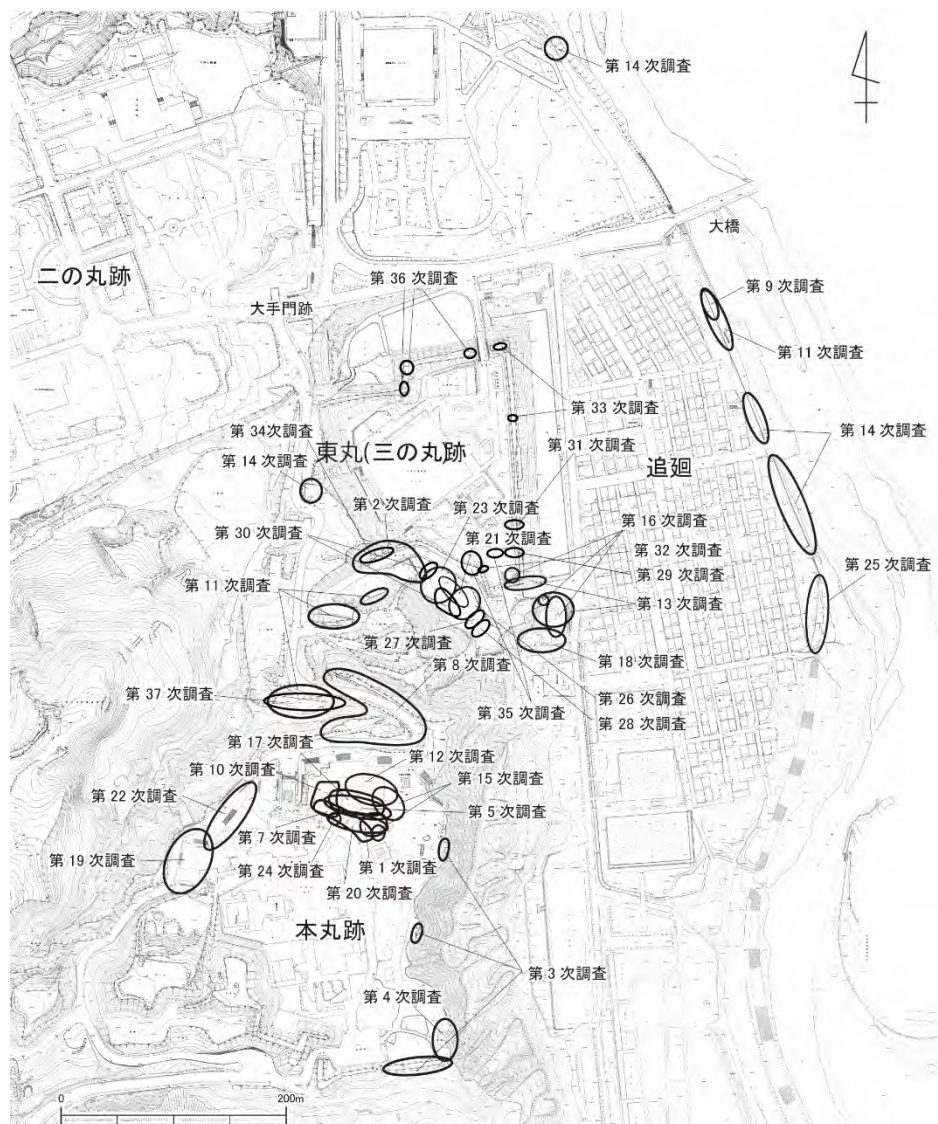 第 14 次調査
大橋
二の丸跡
第 36 次調査
第 9 次調査
大手門跡
第 11 次調査
第 33 次調査
第 34次調査
東丸(三の丸跡
第 31 次調査
追廻
第 14 次調査
第 14 次調査
第 2 次調査
第 23 次調査
第 16 次調査
第 30 次調査
第 21 次調査
第 32 次調査
第 25 次調査
第 29 次調査
第 11 次調査
第 13 次調査
第 27 次調査
第 18 次調査
第 8 次調査
第 37 次調査
第 26 次調査
第 35 次調査
第 28 次調査
第 17 次調査
第 12 次調査
第 10 次調査
第 15 次調査
第 22 次調査
第 5 次調査
第 7 次調査
第 19 次調査
第 24 次調査
第 1 次調査
第 20 次調査
本丸跡
第 3 次調査
第 4 次調査
0
200m